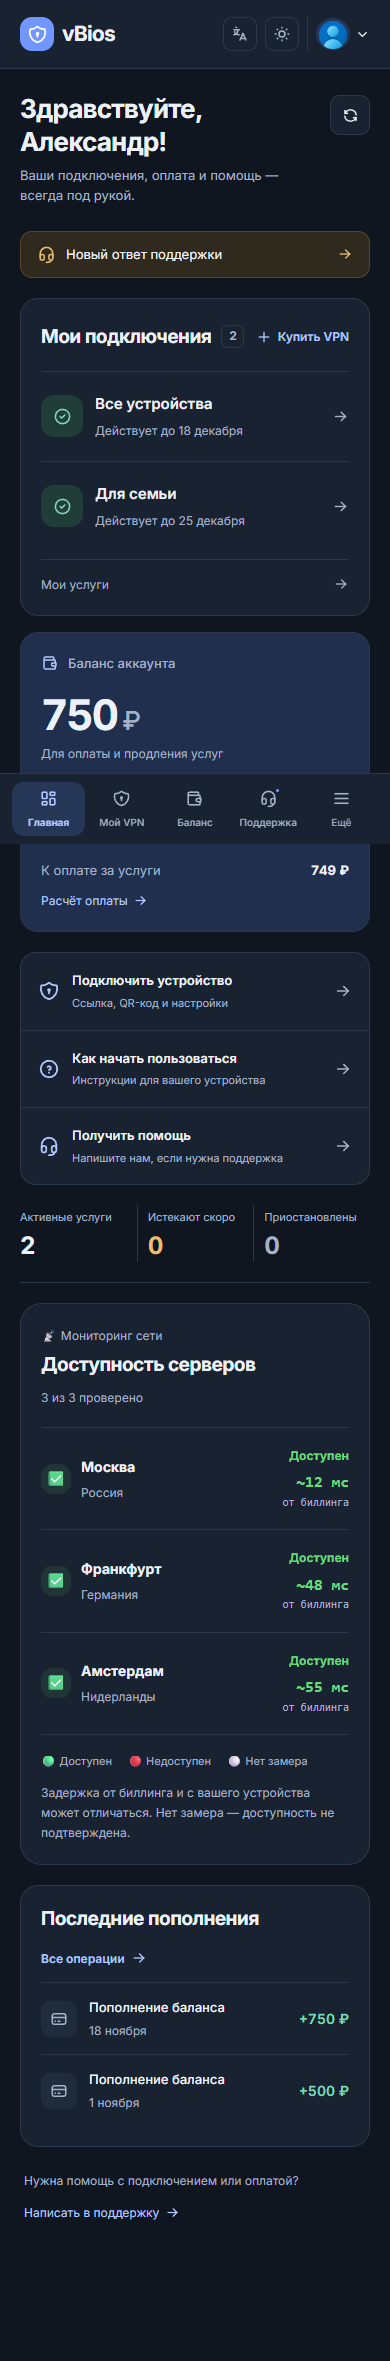 vBios
Здравствуйте,
Александр!
Ваши подключения, оплата и помощь —
всегда под рукой.
Новый ответ поддержки
Мои подключения 2 Купить VPN
Все устройства
Действует до 18 декабря
Для семьи
Действует до 25 декабря
Мои услуги
Баланс аккаунта
750 ₽
Для оплаты и продления услуг
Главная Мой VPN Баланс Поддержка Ещё
К оплате за услуги 749 ₽
Расчёт оплаты
Подключить устройство
Ссылка, QR-код и настройки
Как начать пользоваться
Инструкции для вашего устройства
Получить помощь
Напишите нам, если нужна поддержка
Активные услуги Истекают скоро Приостановлены
2 0 0
Мониторинг сети
Доступность серверов
3 из 3 проверено
Москва
Россия
Доступен
~12 мс
от биллинга
Франкфурт
Германия
Доступен
~48 мс
от биллинга
Амстердам
Нидерланды
Доступен
~55 мс
от биллинга
Доступен Недоступен Нет замера
Задержка от биллинга и с вашего устройства
может отличаться. Нет замера — доступность не
подтверждена.
Последние пополнения
Все операции
Пополнение баланса
18 ноября
+750 ₽
Пополнение баланса
1 ноября
+500 ₽
Нужна помощь с подключением или оплатой?
Написать в поддержку